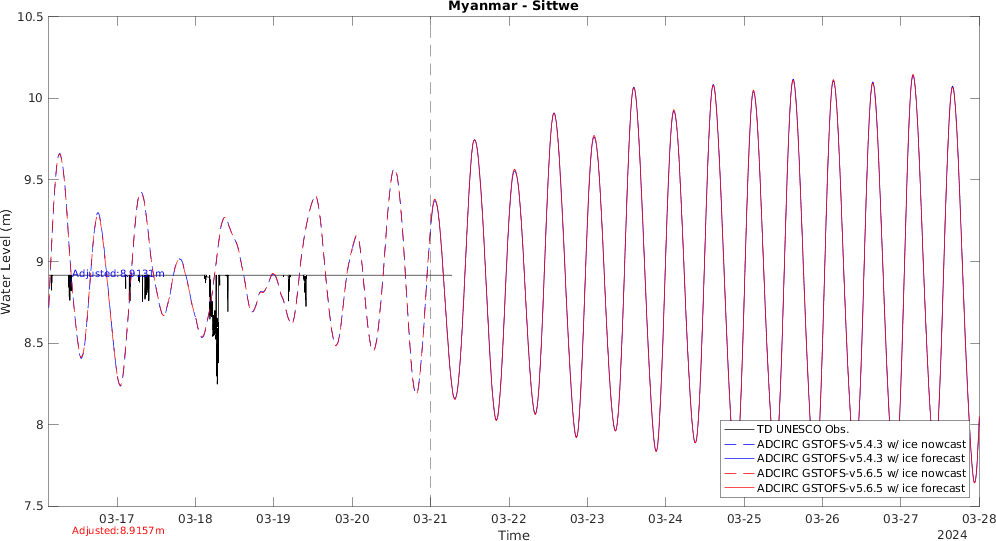 Myanmar - Sittwe
10.5
10
9.5
9
8.5
8
7.5
Water Level (m)
Adjusted:8.9131m
TD UNESCO Obs.
ADCIRC GSTOFS-v5.4.3 w/ ice nowcast
ADCIRC GSTOFS-v5.4.3 w/ ice forecast
ADCIRC GSTOFS-v5.6.5 w/ ice nowcast
ADCIRC GSTOFS-v5.6.5 w/ ice forecast
03-17 03-18 03-19 03-20 03-21 03-22 03-23 03-24 03-25 03-26 03-27 03-28
Adjusted:8.9157m
Time
2024